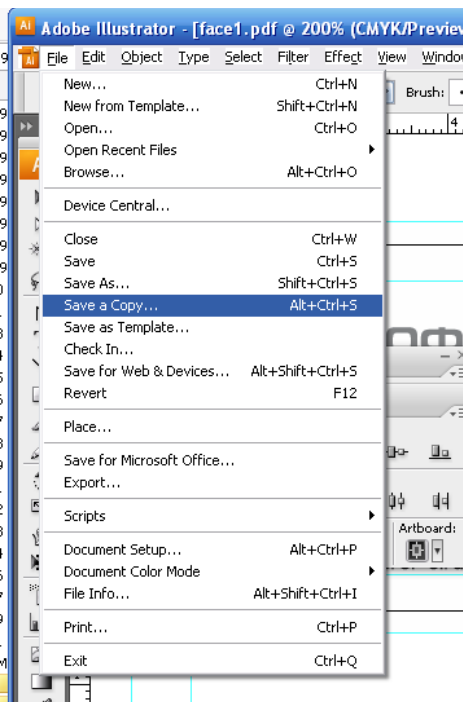 Adobe Illustrator - [face1.pdf @ 200% (CMYK/Preview
File Edit Object Type Select Filter Effect View Window
Brush:
New... Ctrl+N
New from Template... Shift+Ctrl+N
Open... Ctrl+O
Open Recent Files
Browse... Alt+Ctrl+O
Device Central...
Close Ctrl+W
Save Ctrl+S
Save As... Shift+Ctrl+S
Save a Copy... Alt+Ctrl+S
Save as Template...
Check In...
Save for Web & Devices... Alt+Shift+Ctrl+S
Revert F12
Place...
Save for Microsoft Office...
Export...
Scripts
Artboard:
Document Setup... Alt+Ctrl+P
Document Color Mode
File Info... Alt+Shift+Ctrl+I
Print... Ctrl+P
Exit Ctrl+Q